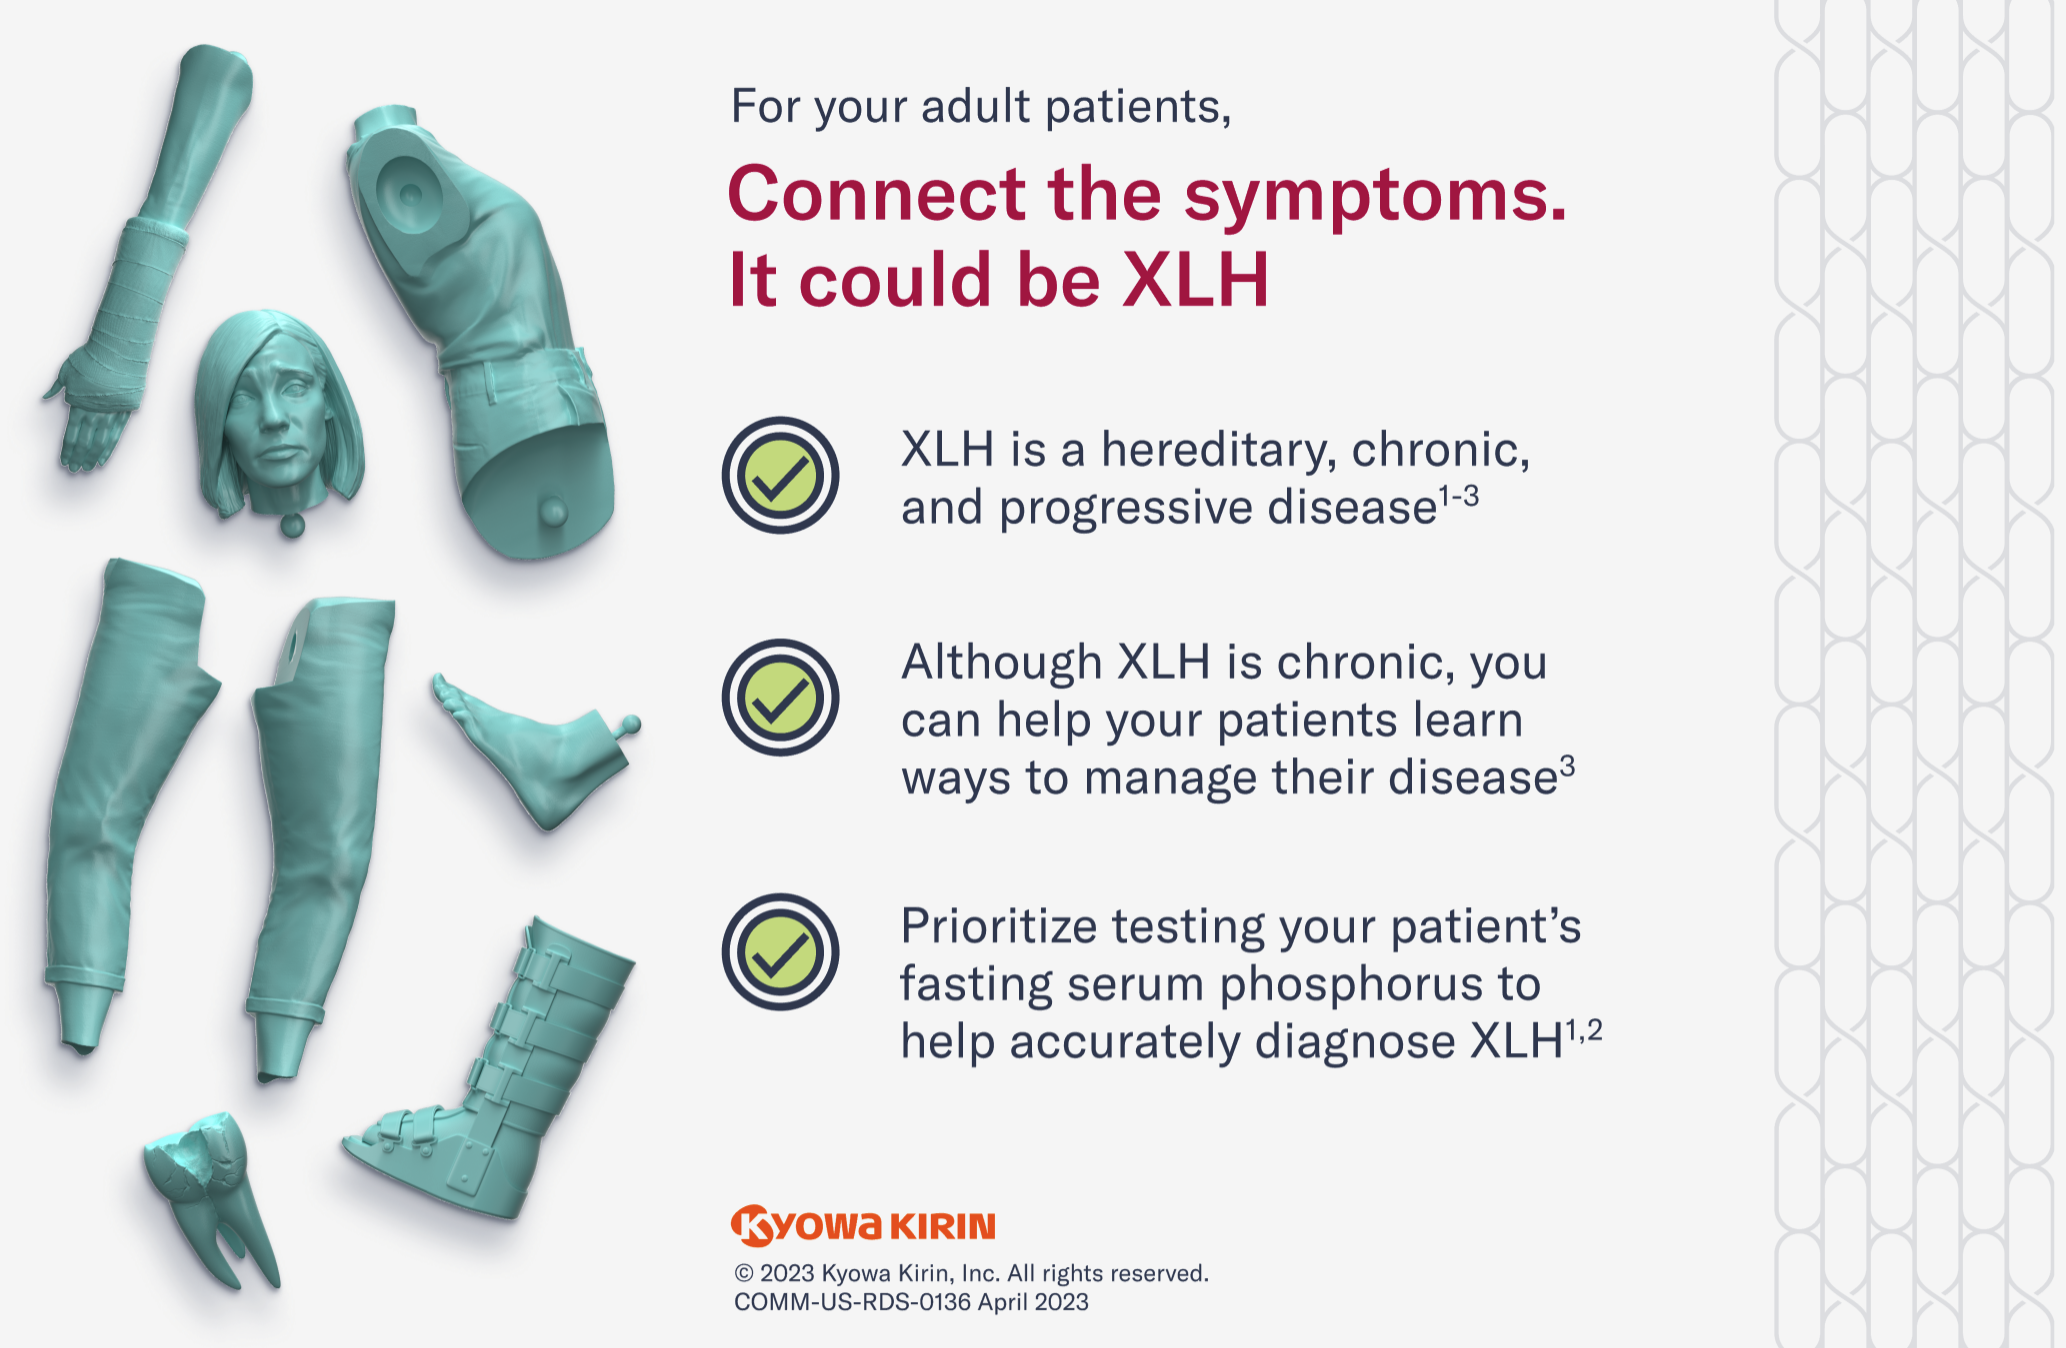 For your adult patients,
Connect the symptoms.
It could be XLH
XLH is a hereditary, chronic,
and progressive disease1-3
Although XLH is chronic, you
can help your patients learn
ways to manage their disease3
Prioritize testing your patient’s
fasting serum phosphorus to
help accurately diagnose XLH1,2
Kyowa KIRIN
© 2023 Kyowa Kirin, Inc. All rights reserved.
COMM-US-RDS-0136 April 2023